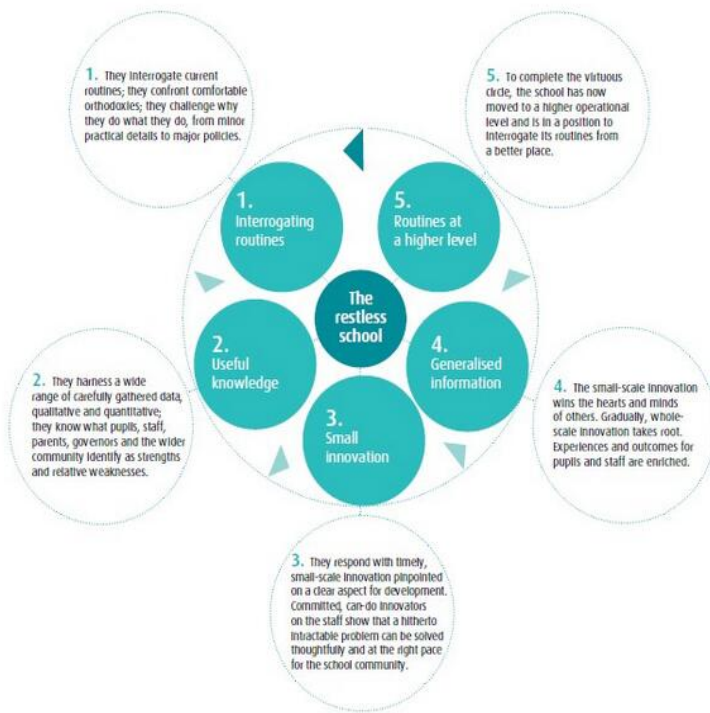 1. They interrogate current
routines; they confront comfortable
orthodoxies; they challenge why
they do what they do, from minor
practical details to major policies.
5. To complete the virtuous
circle, the school has now
moved to a higher operational
level and is in a position to
interrogate its routines from
a better place.
1.
Interrogating
routines
5.
Routines at
a higher level
The
restless
school
2.
Useful
knowledge
4.
Generalised
information
3.
Small
innovation
2. They harness a wide
range of carefully gathered data,
qualitative and quantitative;
they know what pupils, staff,
parents, governors and the wider
community identify as strengths
and relative weaknesses.
4. The small-scale innovation
wins the hearts and minds
of others. Gradually, whole-
scale innovation takes root.
Experiences and outcomes for
pupils and staff are enriched.
3. They respond with timely,
small-scale innovation pinpointed
on a clear aspect for development.
Committed, can-do innovators
on the staff show that a hitherto
intractable problem can be solved
thoughtfully and at the right pace
for the school community.